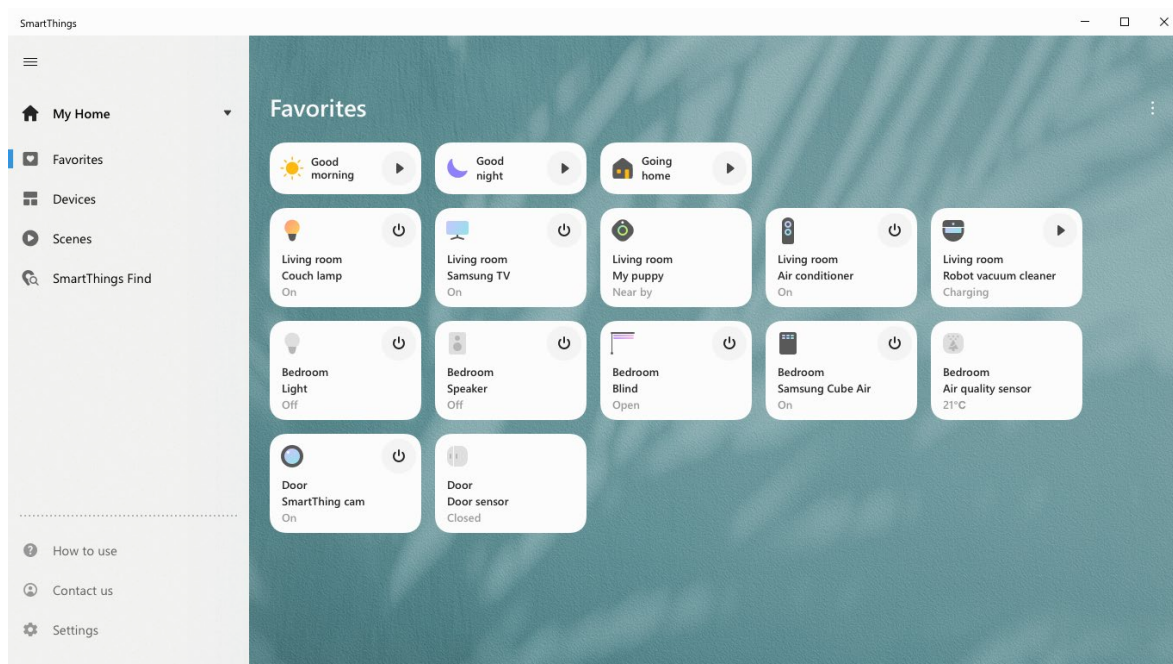 SmartThings
My Home
Favorites
Devices
Scenes
SmartThings Find
How to use
Contact us
Settings
Favorites
Good
morning
Good
night
Going
home
Living room
Couch lamp
On
Living room
Samsung TV
On
Living room
My puppy
Near by
Living room
Air conditioner
On
Living room
Robot vacuum cleaner
Charging
Bedroom
Light
Off
Bedroom
Speaker
Off
Bedroom
Blind
Open
Bedroom
Samsung Cube Air
On
Bedroom
Air quality sensor
21°C
Door
SmartThing cam
On
Door
Door sensor
Closed